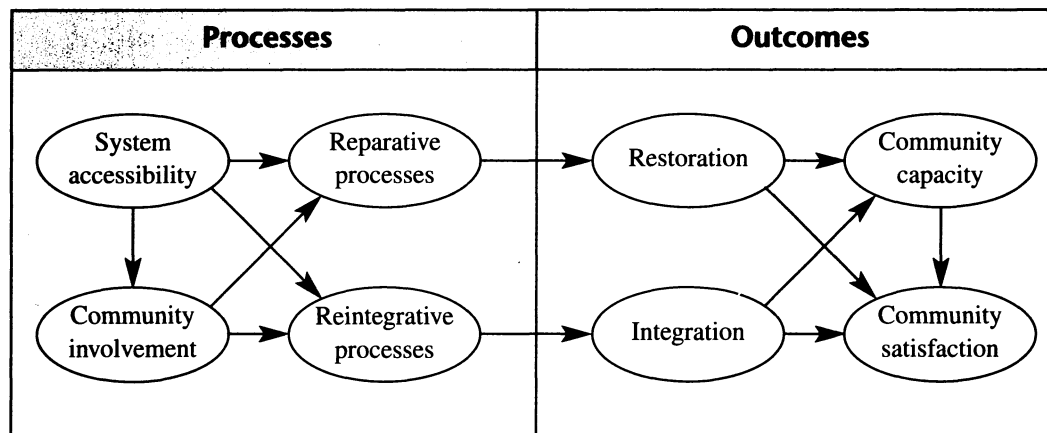 Processes
Outcomes
System
accessibility
Reparative
processes
Restoration
Community
capacity
Community
involvement
Reintegrative
processes
Integration
Community
satisfaction